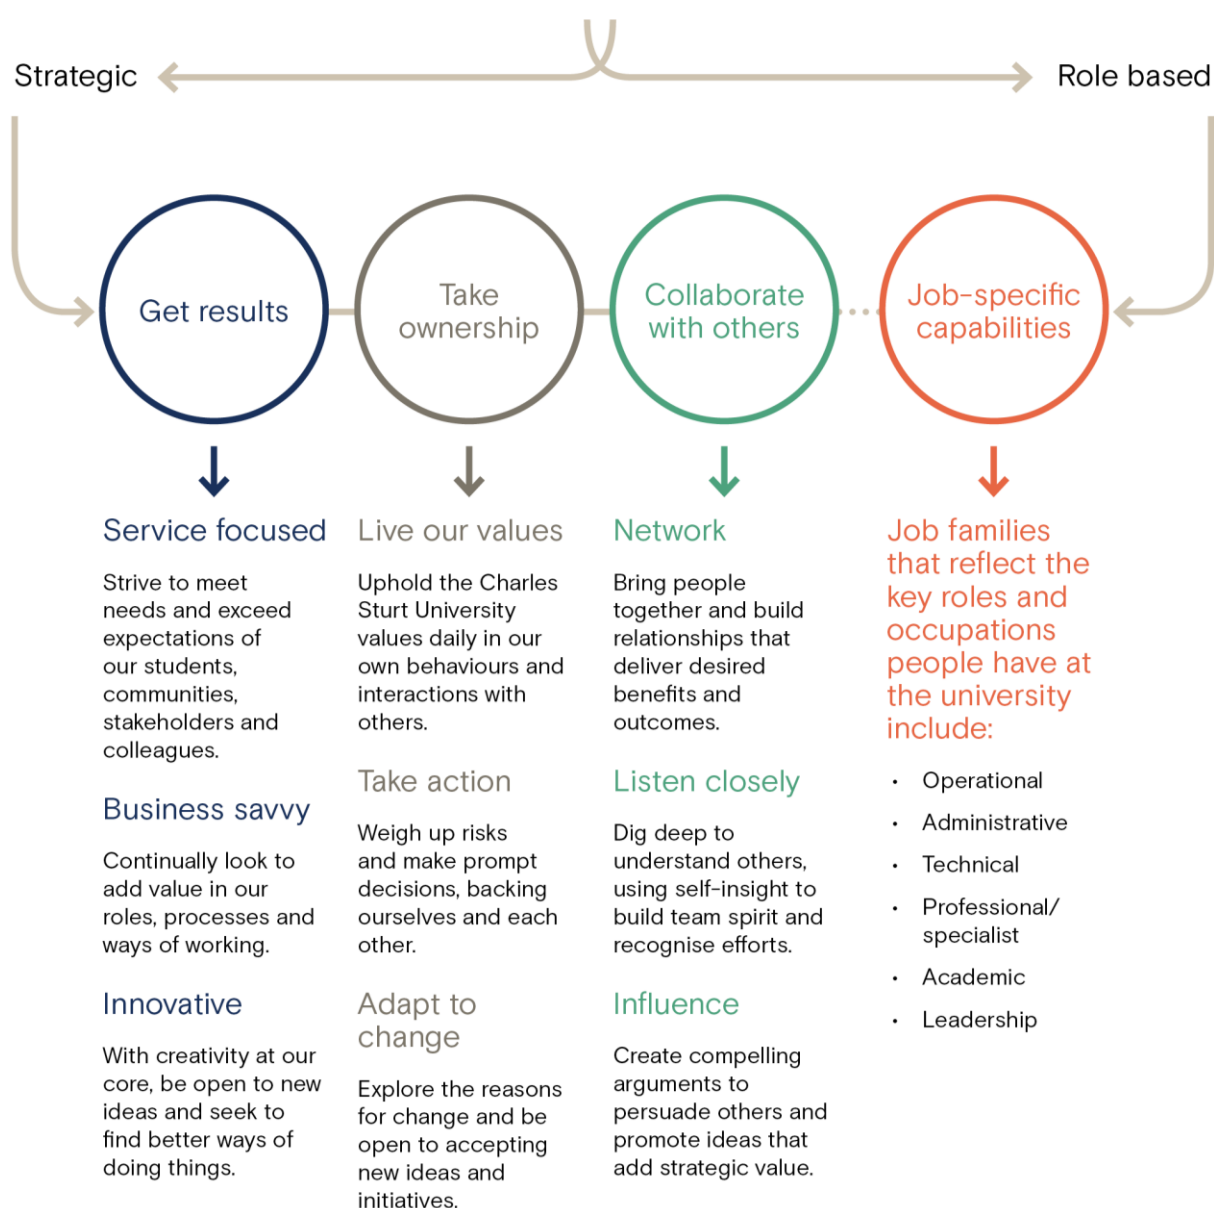 Strategic
Role based
Get results
Take
ownership
Collaborate
with others
Job-specific
capabilities
Service focused
Strive to meet
needs and exceed
expectations of
our students,
communities,
stakeholders and
colleagues.
Business savvy
Continually look to
add value in our
roles, processes and
ways of working.
Innovative
With creativity at our
core, be open to new
ideas and seek to
find better ways of
doing things.
Live our values
Uphold the Charles
Sturt University
values daily in our
own behaviours and
interactions with
others.
Take action
Weigh up risks
and make prompt
decisions, backing
ourselves and each
other.
Adapt to
change
Explore the reasons
for change and be
open to accepting
new ideas and
initiatives.
Network
Bring people
together and build
relationships that
deliver desired
benefits and
outcomes.
Listen closely
Dig deep to
understand others,
using self-insight to
build team spirit and
recognise efforts.
Influence
Create compelling
arguments to
persuade others and
promote ideas that
add strategic value.
Job families
that reflect the
key roles and
occupations
people have at
the university
include:
• Operational
• Administrative
• Technical
• Professional/
specialist
• Academic
• Leadership